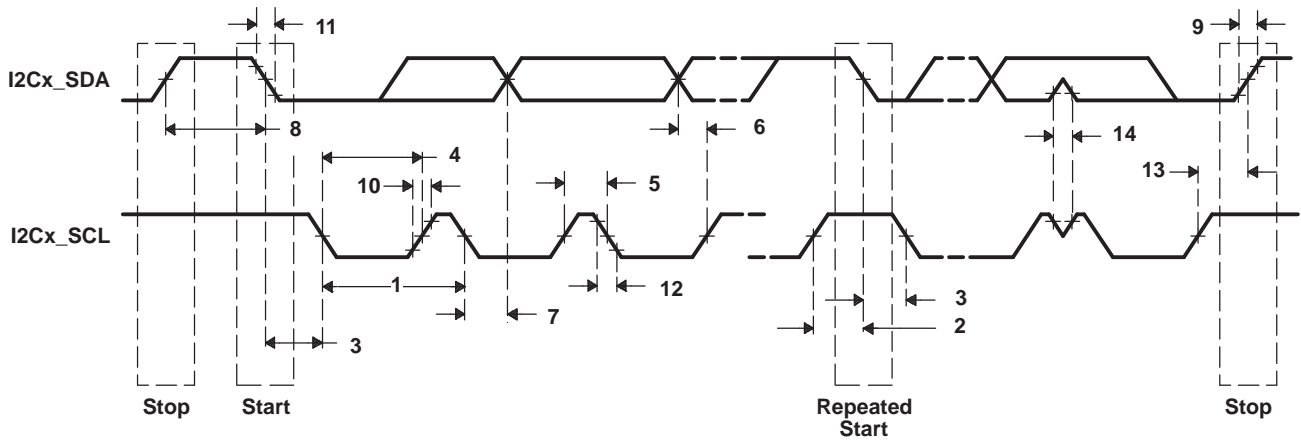 11
9
I2Cx_SDA
8
6
14
4
10
5
13
I2Cx_SCL
1
12
7
3
3
2
Stop
Start
Repeated
Start
Stop